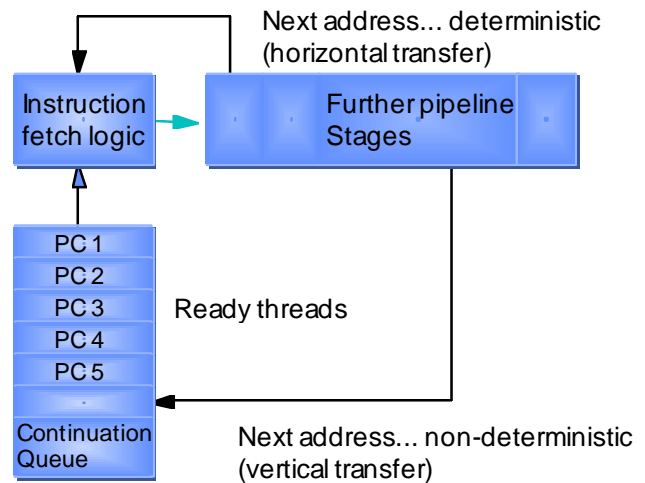 Next address... deterministic
(horizontal transfer)
Instruction
fetch logic
Further pipeline
Stages
PC 1
PC 2
PC 3
PC 4
PC 5
Ready threads
Continuation
Queue
Next address... non-deterministic
(vertical transfer)